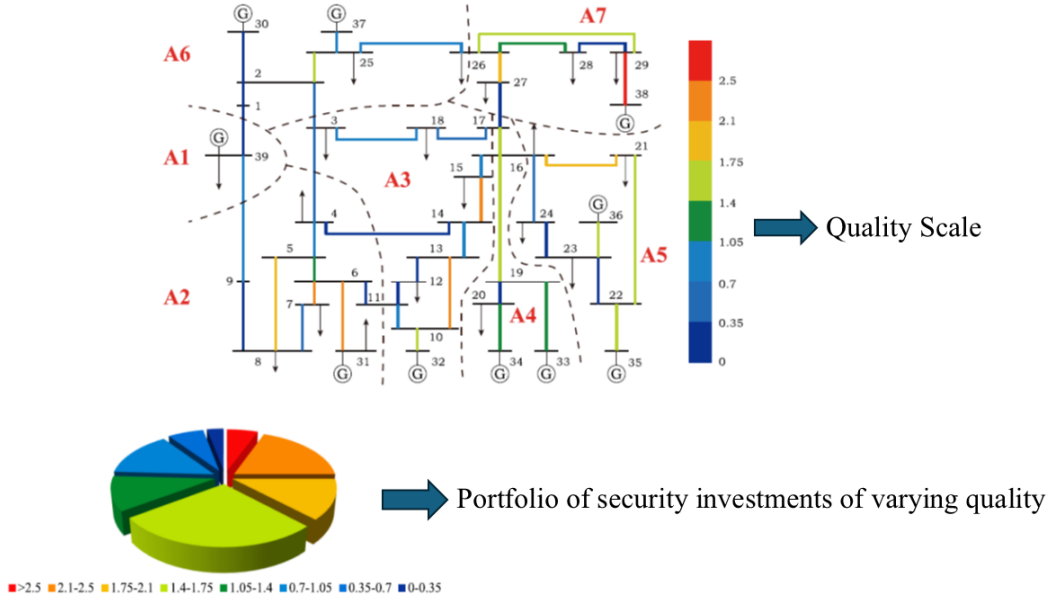 G
G
A7
30
37
A6
25
26
28
29
2
27
38
2.5
1
G
2.1
G
3
18
17
21
1.75
A1
39
15
16
A3
1.4
G
4
14
24
36
1.05
Quality Scale
5
13
23
A5
0.7
9
6
12
19
A2
7
11
20
A4
22
0.35
10
8
31
32
34
33
35
0
G
G
G
G
G
Portfolio of security investments of varying quality
>2.5 2.1-2.5 1.75-2.1 1.4-1.75 1.05-1.4 0.7-1.05 0.35-0.7 0-0.35